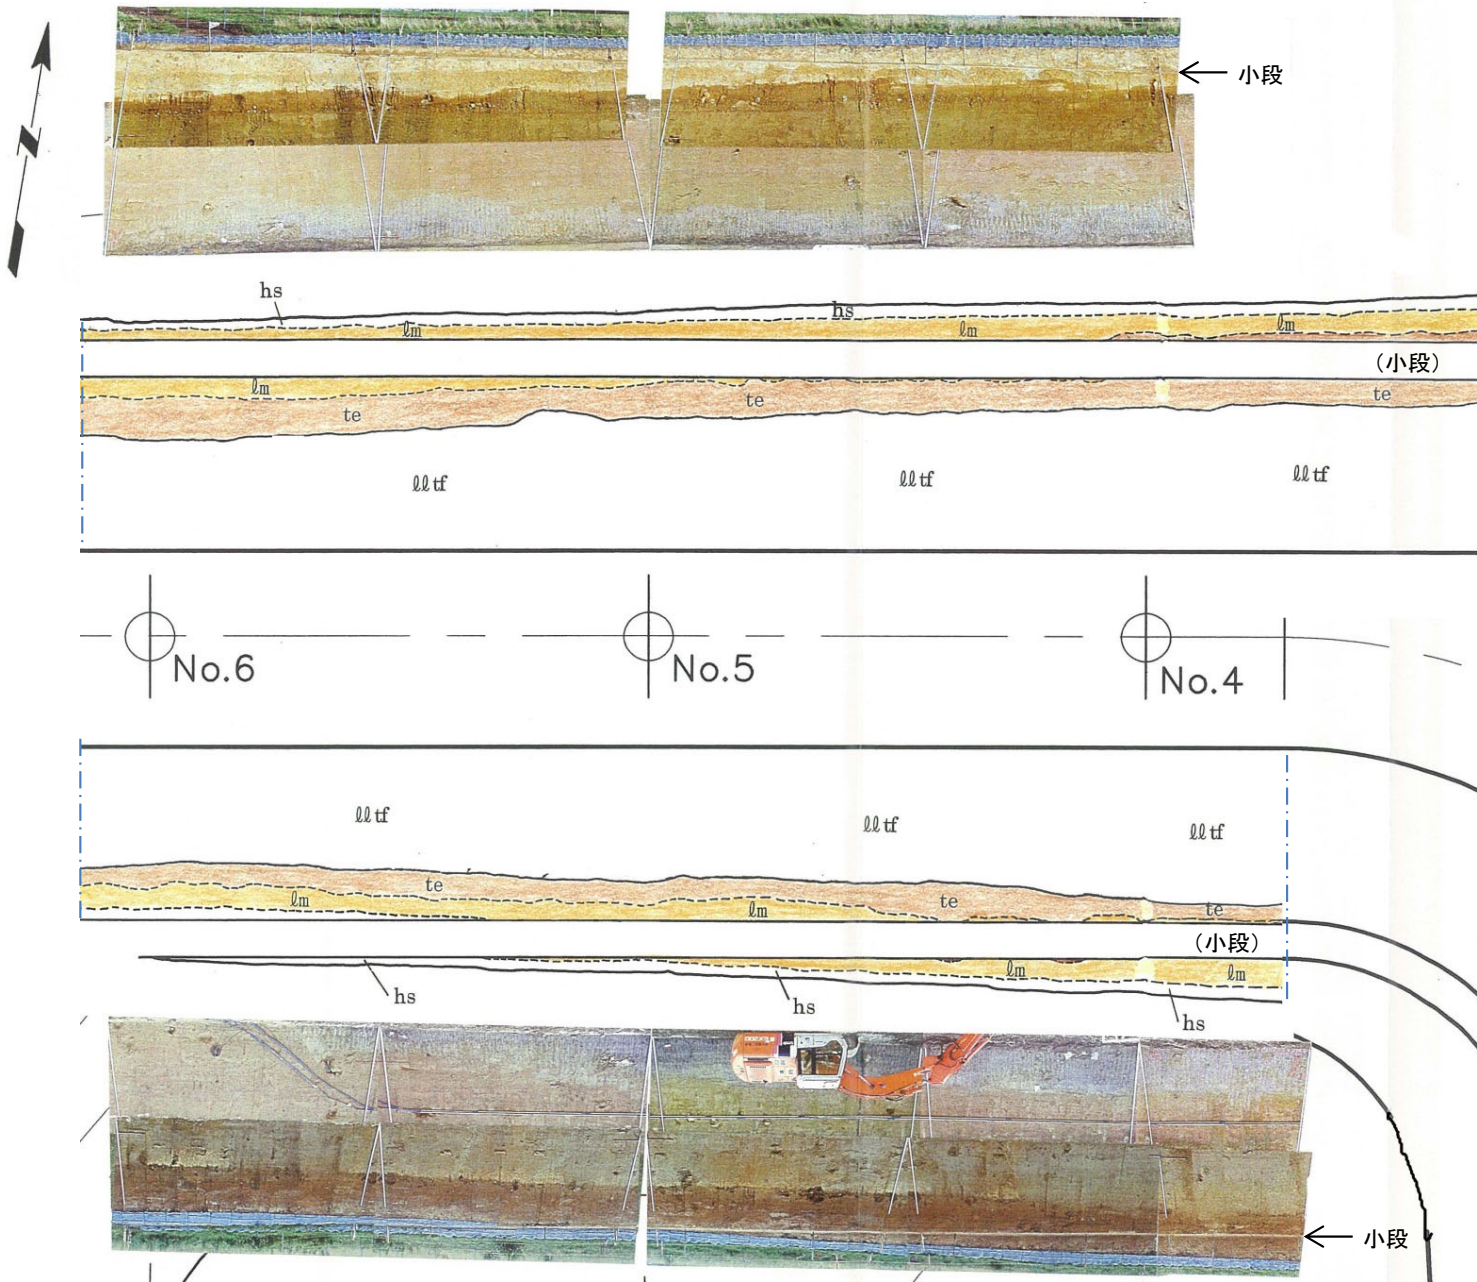 小段
N
hs
hs
ℓm
ℓm
ℓm
(小段)
ℓm
te
te
te
ℓℓtf
ℓℓtf
ℓℓtf
No.6
No.5
No.4
ℓℓtf
ℓℓtf
ℓℓtf
te
te
te
ℓm
ℓm
(小段)
ℓm
ℓm
hs
hs
hs
小段